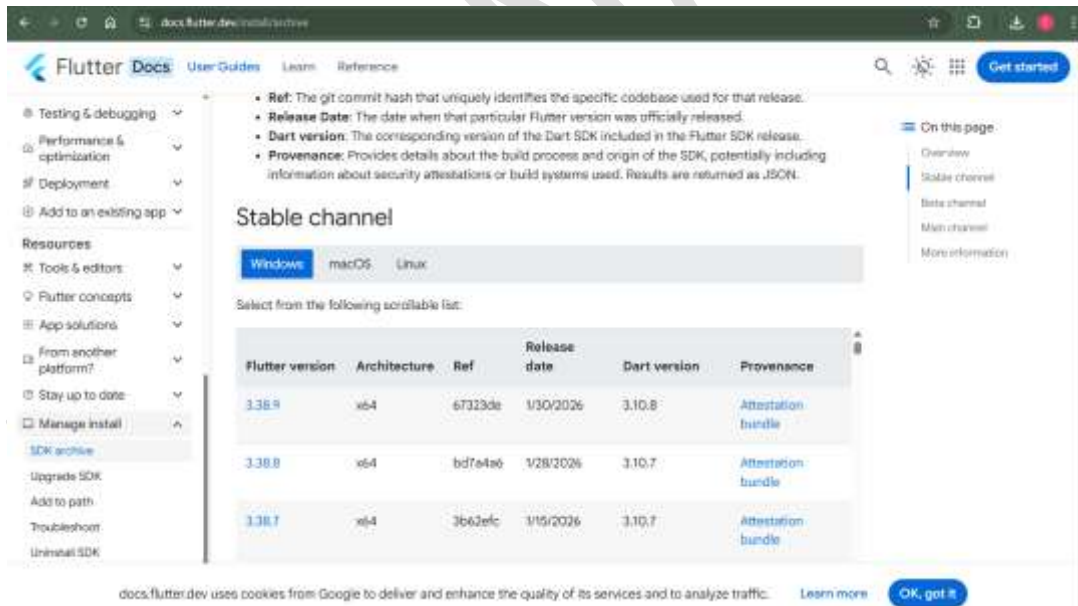 docs.flutter.dev/install/archive
Flutter Docs User Guides Learn Reference
Get started
Testing & debugging
Performance & optimization
Deployment
Add to an existing app
Resources
Tools & editors
Flutter concepts
App solutions
From another platform?
Stay up to date
Manage install
SDK archive
Upgrade SDK
Add to path
Troubleshoot
Uninstall SDK
• Ref: The git commit hash that uniquely identifies the specific codebase used for that release.
• Release Date: The date when that particular Flutter version was officially released.
• Dart version: The corresponding version of the Dart SDK included in the Flutter SDK release.
• Provenance: Provides details about the build process and origin of the SDK, potentially including
information about security attestations or build systems used. Results are returned as JSON.
Stable channel
Windows macOS Linux
Select from the following scrollable list:
Flutter version Architecture Ref Release date Dart version Provenance
3.38.9 x64 67323de 1/30/2026 3.10.8 Attestation bundle
3.38.8 x64 bd7a4a6 1/28/2026 3.10.7 Attestation bundle
3.38.7 x64 3b62efc 1/15/2026 3.10.7 Attestation bundle
On this page
Overview
Stable channel
Beta channel
Main channel
More information
docs.flutter.dev uses cookies from Google to deliver and enhance the quality of its services and to analyze traffic. Learn more OK, got it